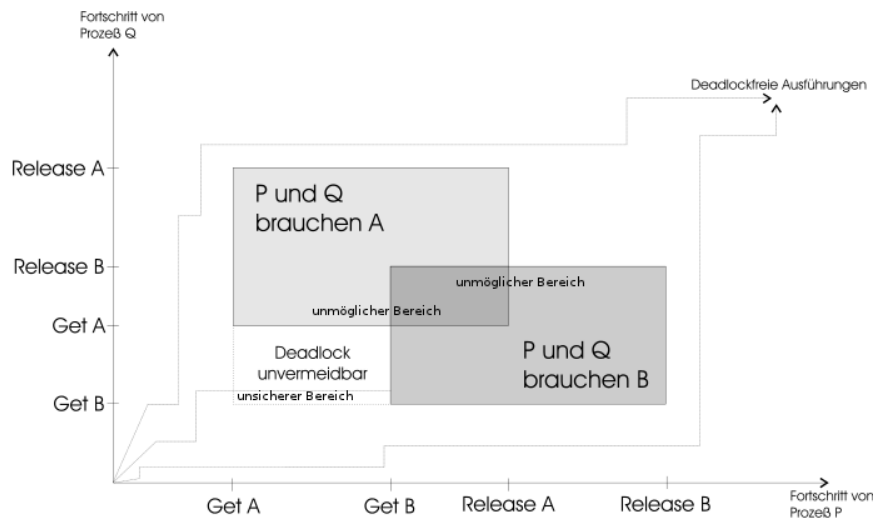 Fortschritt von
Prozeß Q
Deadlockfreie Ausführungen
Release A
P und Q
brauchen A
Release B
unmöglicher Bereich
unmöglicher Bereich
Get A
Deadlock
unvermeidbar
P und Q
brauchen B
unsicherer Bereich
Get B
Get A
Get B
Release A
Release B
Fortschritt von
Prozeß P